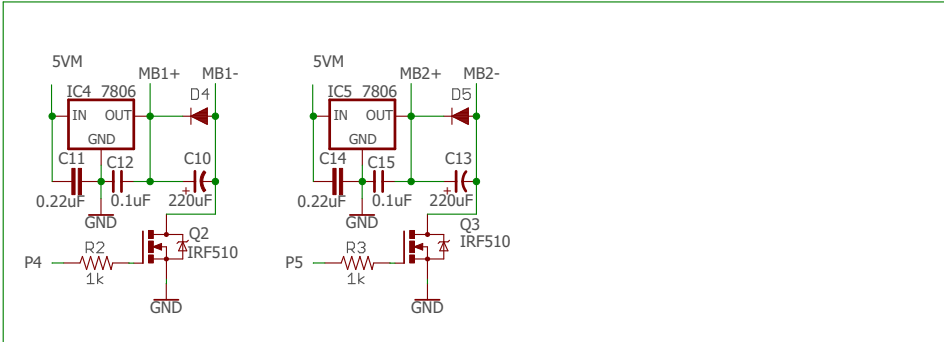 5VM
MB1+ MB1-
IC4 7806
D4
IN OUT
GND
C11
C12
C10
+
0.22uF
0.1uF
220uF
GND
Q2
IRF510
P4
R2
1k
GND
5VM
MB2+ MB2-
IC5 7806
D5
IN OUT
GND
C14
C15
C13
+
0.22uF
0.1uF
220uF
GND
Q3
IRF510
P5
R3
1k
GND